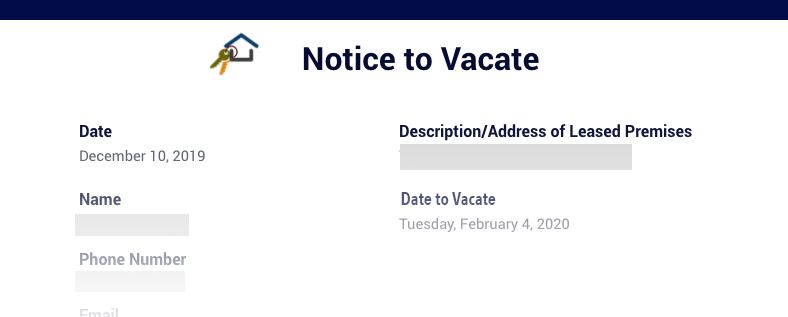 Notice to Vacate
Date
December 10, 2019
Description/Address of Leased Premises
Name
Date to Vacate
Tuesday, February 4, 2020
Phone Number
Email